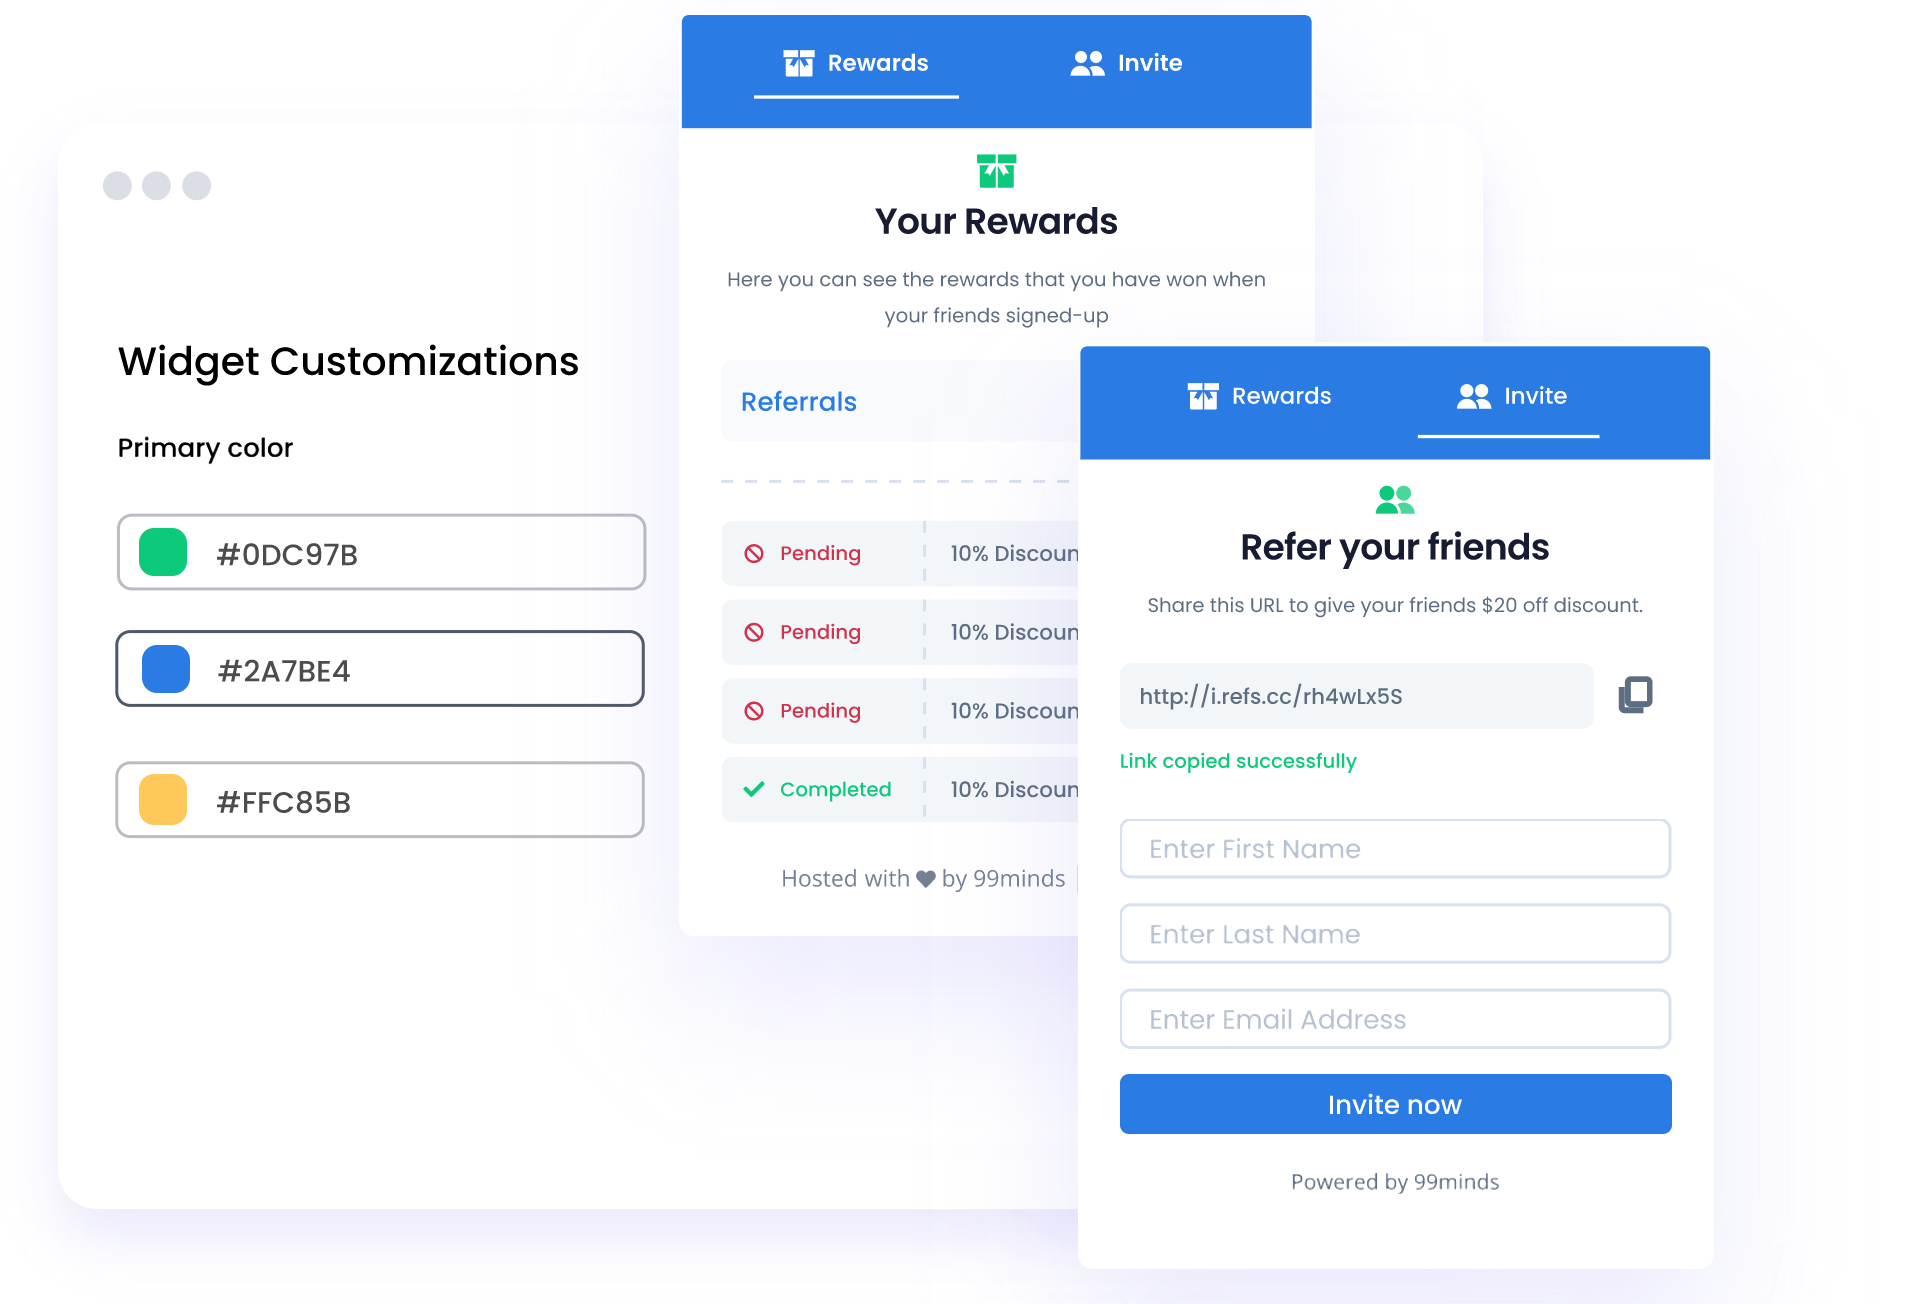 Widget Customizations
Primary color
#0DC97B
#2A7BE4
#FFC85B
Rewards
Invite
Your Rewards
Here you can see the rewards that you have won when
your friends signed-up
Referrals
Pending
10% Discoun
Pending
10% Discoun
Pending
10% Discoun
Completed
10% Discoun
Hosted with ♥ by 99minds
Rewards
Invite
Refer your friends
Share this URL to give your friends $20 off discount.
http://i.refs.cc/rh4wLx5S
Link copied successfully
Enter First Name
Enter Last Name
Enter Email Address
Invite now
Powered by 99minds